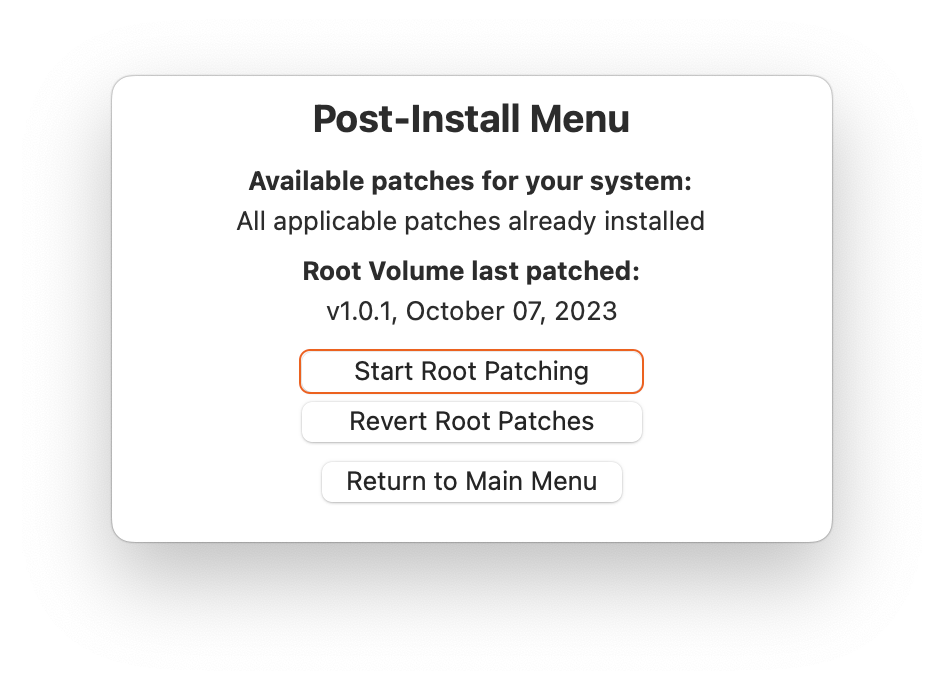 Post-Install Menu
Available patches for your system:
All applicable patches already installed
Root Volume last patched:
v1.0.1, October 07, 2023
Start Root Patching
Revert Root Patches
Return to Main Menu